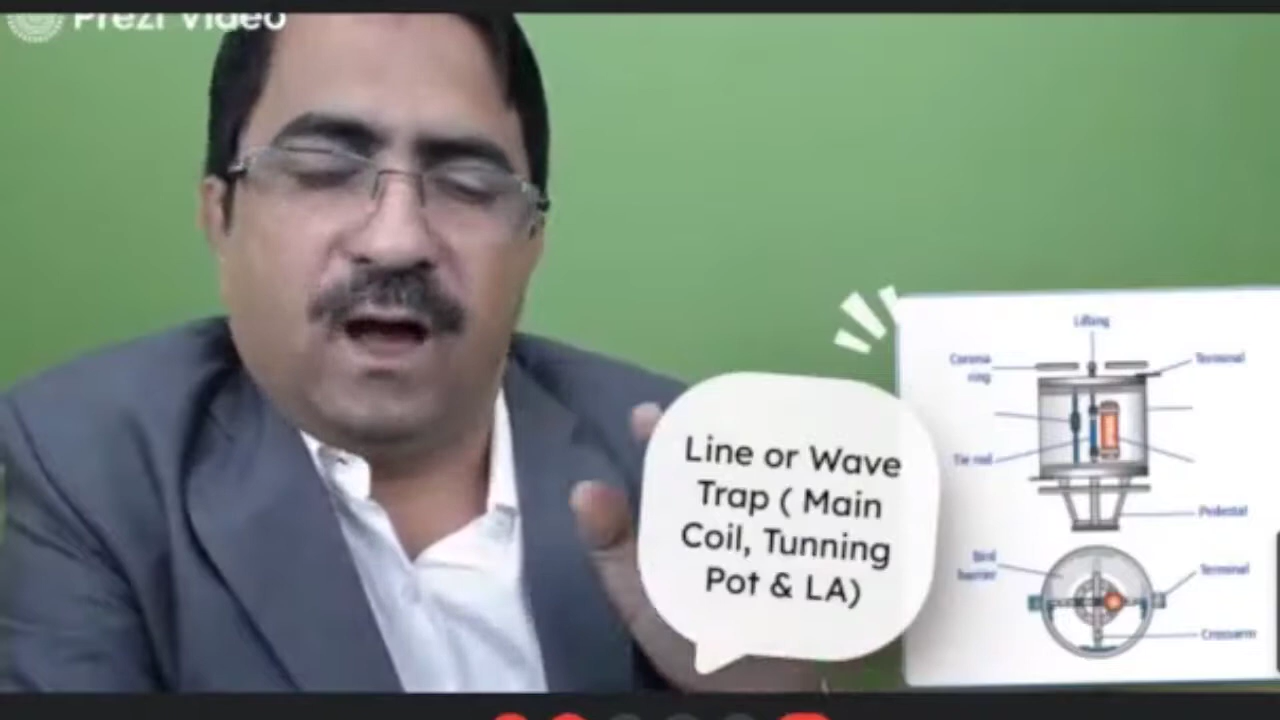 Prezi Video
Line or Wave
Trap ( Main
Coil, Tunning
Pot & LA)
Lifting
Corona
ring
Terminal
Tie rod
Pedestal
Bird
barrier
Terminal
Crossarm